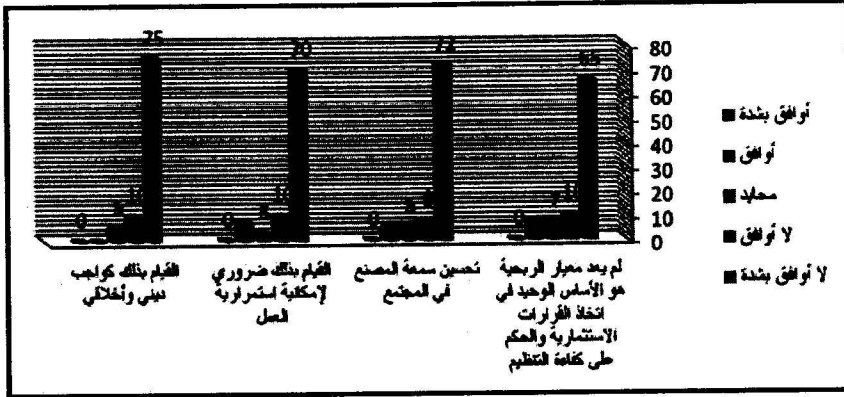 75
70
72
65
80
70
60
50
40
30
20
10
0
أوافق بشدة
أوافق
محايد
لا أوافق
لا أوافق بشدة
لم يعد معيار الربحية
هو الأساس الوحيد في
اتخاذ القرارات
الاستثمارية والحكم
على كفاءة التنظيم
تحسين سمعة المصنع
في المجتمع
القيام بذلك ضروري
لإمكانية استمرارية
العمل
القيام بذلك كواجب
ديني وأخلاقي